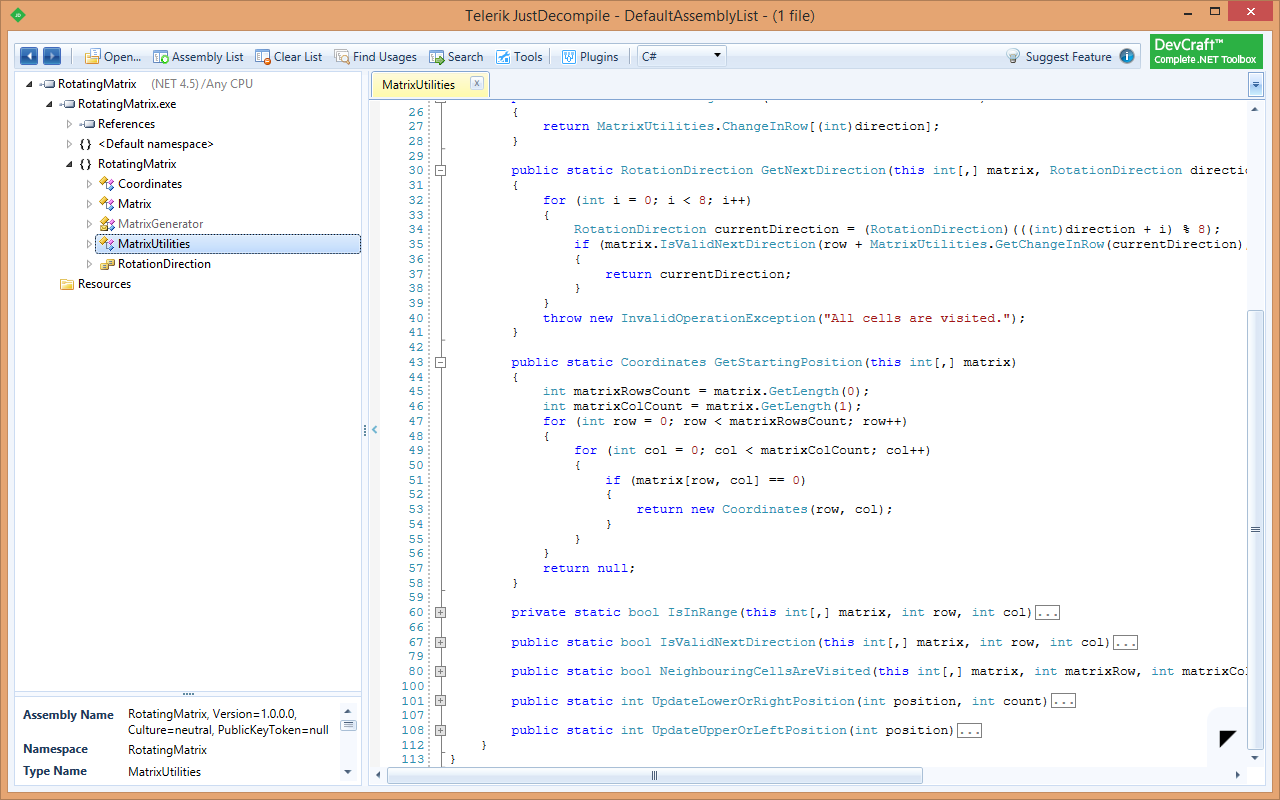 Telerik JustDecompile - DefaultAssemblyList - (1 file)
Open... Assembly List Clear List Find Usages Search Tools Plugins C# Suggest Feature
DevCraft™
Complete .NET Toolbox
RotatingMatrix (NET 4.5) /Any CPU
RotatingMatrix.exe
References
{} <Default namespace>
{} RotatingMatrix
Coordinates
Matrix
MatrixGenerator
MatrixUtilities
RotationDirection
Resources
Assembly Name RotatingMatrix, Version=1.0.0.0,
Culture=neutral, PublicKeyToken=null
Namespace RotatingMatrix
Type Name MatrixUtilities
MatrixUtilities
26 {
27 return MatrixUtilities.ChangeInRow[(int)direction];
28 }
29
30 public static RotationDirection GetNextDirection(this int[,] matrix, RotationDirection directio
31 {
32 for (int i = 0; i < 8; i++)
33 {
34 RotationDirection currentDirection = (RotationDirection)(((int)direction + i) % 8);
35 if (matrix.IsValidNextDirection(row + MatrixUtilities.GetChangeInRow(currentDirection)
36 {
37 return currentDirection;
38 }
39 }
40 throw new InvalidOperationException("All cells are visited.");
41 }
42
43 public static Coordinates GetStartingPosition(this int[,] matrix)
44 {
45 int matrixRowsCount = matrix.GetLength(0);
46 int matrixColCount = matrix.GetLength(1);
47 for (int row = 0; row < matrixRowsCount; row++)
48 {
49 for (int col = 0; col < matrixColCount; col++)
50 {
51 if (matrix[row, col] == 0)
52 {
53 return new Coordinates(row, col);
54 }
55 }
56 }
57 return null;
58 }
59
60 private static bool IsInRange(this int[,] matrix, int row, int col)...
66
67 public static bool IsValidNextDirection(this int[,] matrix, int row, int col)...
79
80 public static bool NeighbouringCellsAreVisited(this int[,] matrix, int matrixRow, int matrixCol
100
101 public static int UpdateLowerOrRightPosition(int position, int count)...
107
108 public static int UpdateUpperOrLeftPosition(int position)...
112 }
113 }